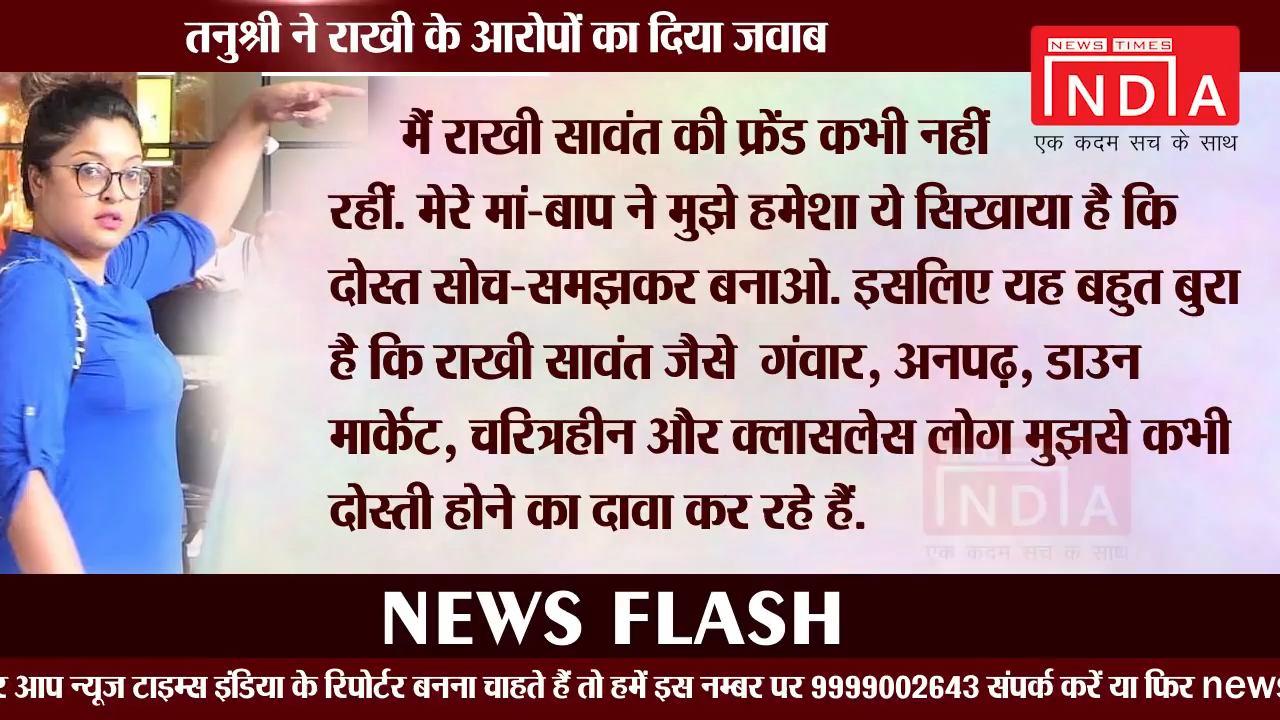 तनुश्री ने राखी के आरोपों का दिया जवाब
NEWS TIMES
INDIA
एक कदम सच के साथ
मैं राखी सावंत की फ्रेंड कभी नहीं
रहीं. मेरे मां-बाप ने मुझे हमेशा ये सिखाया है कि
दोस्त सोच-समझकर बनाओ. इसलिए यह बहुत बुरा
है कि राखी सावंत जैसे गंवार, अनपढ़, डाउन
मार्केट, चरित्रहीन और क्लासलेस लोग मुझसे कभी
दोस्ती होने का दावा कर रहे हैं.
INDIA
एक कदम सच के साथ
NEWS FLASH
आप न्यूज टाइम्स इंडिया के रिपोर्टर बनना चाहते हैं तो हमें इस नम्बर पर 9999002643 संपर्क करें या फिर news